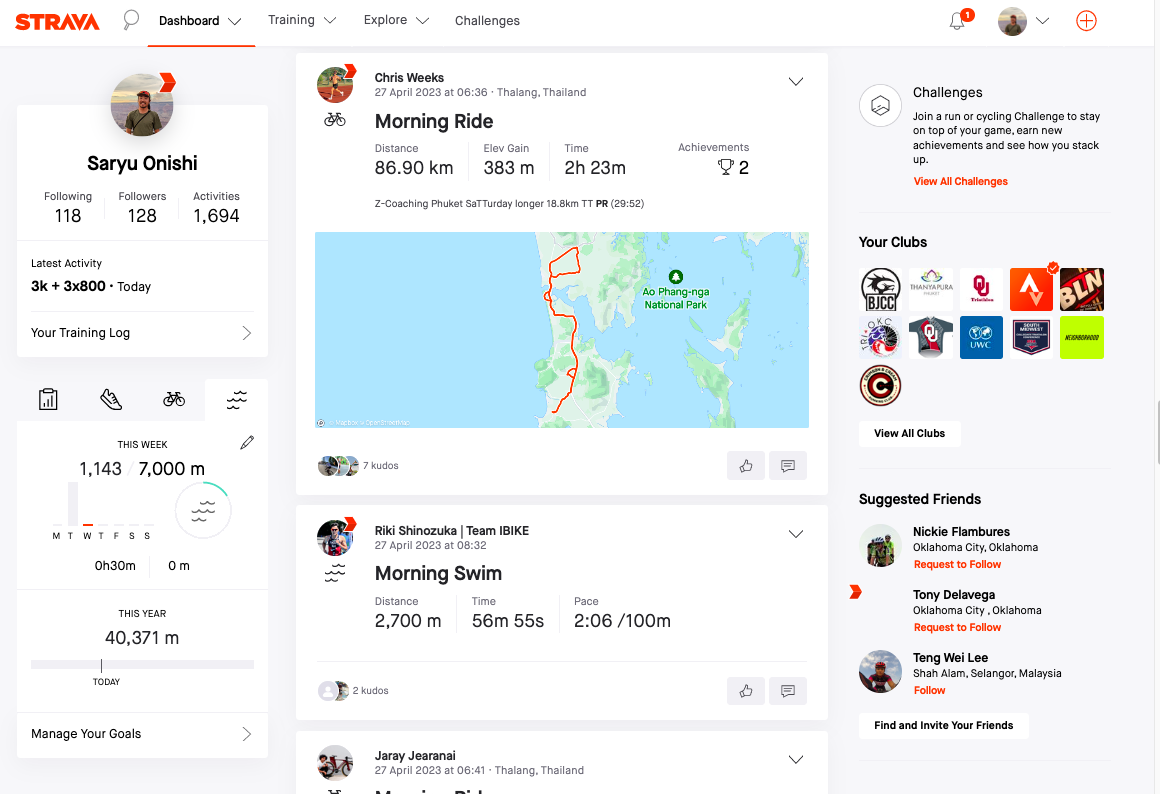 STRAVA
Dashboard
Training
Explore
Challenges
1
Saryu Onishi
Following
Followers
Activities
118
128
1,694
Latest Activity
3k + 3x800 · Today
Your Training Log
THIS WEEK
1,143 / 7,000 m
M T W T F S S
0h30m
0 m
THIS YEAR
40,371 m
TODAY
Manage Your Goals
Chris Weeks
27 April 2023 at 06:36 · Thalang, Thailand
Morning Ride
Distance
Elev Gain
Time
Achievements
86.90 km
383 m
2h 23m
2
Z-Coaching Phuket SaTTurday longer 18.8km TT PR (29:52)
Ao Phang-nga
National Park
© Mapbox © OpenStreetMap
7 kudos
Riki Shinozuka | Team IBIKE
27 April 2023 at 08:32
Morning Swim
Distance
Time
Pace
2,700 m
56m 55s
2:06 /100m
2 kudos
Jaray Jearanai
27 April 2023 at 06:41 · Thalang, Thailand
Morning Ride
Challenges
Join a run or cycling Challenge to stay
on top of your game, earn new
achievements and see how you stack
up.
View All Challenges
Your Clubs
BJCC
THANYAPURA
PHUKET
OU
Triathlon
BLN
TRI-OKC
OU
UWC
SOUTH
MIDWEST
NEIGHBORHOOD
C
View All Clubs
Suggested Friends
Nickie Flambures
Oklahoma City, Oklahoma
Request to Follow
Tony Delavega
Oklahoma City , Oklahoma
Request to Follow
Teng Wei Lee
Shah Alam, Selangor, Malaysia
Follow
Find and Invite Your Friends